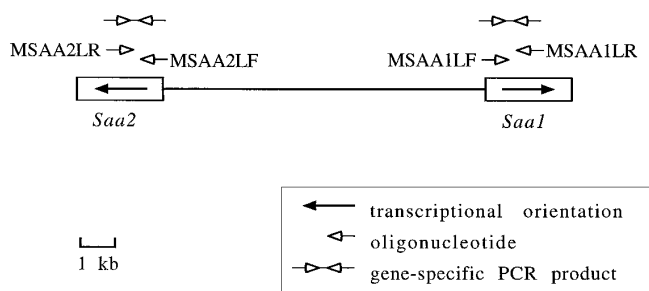 MSAA2LR
MSAA2LF
MSAA1LF
MSAA1LR
Saa2
Saa1
transcriptional orientation
oligonucleotide
1 kb
gene-specific PCR product